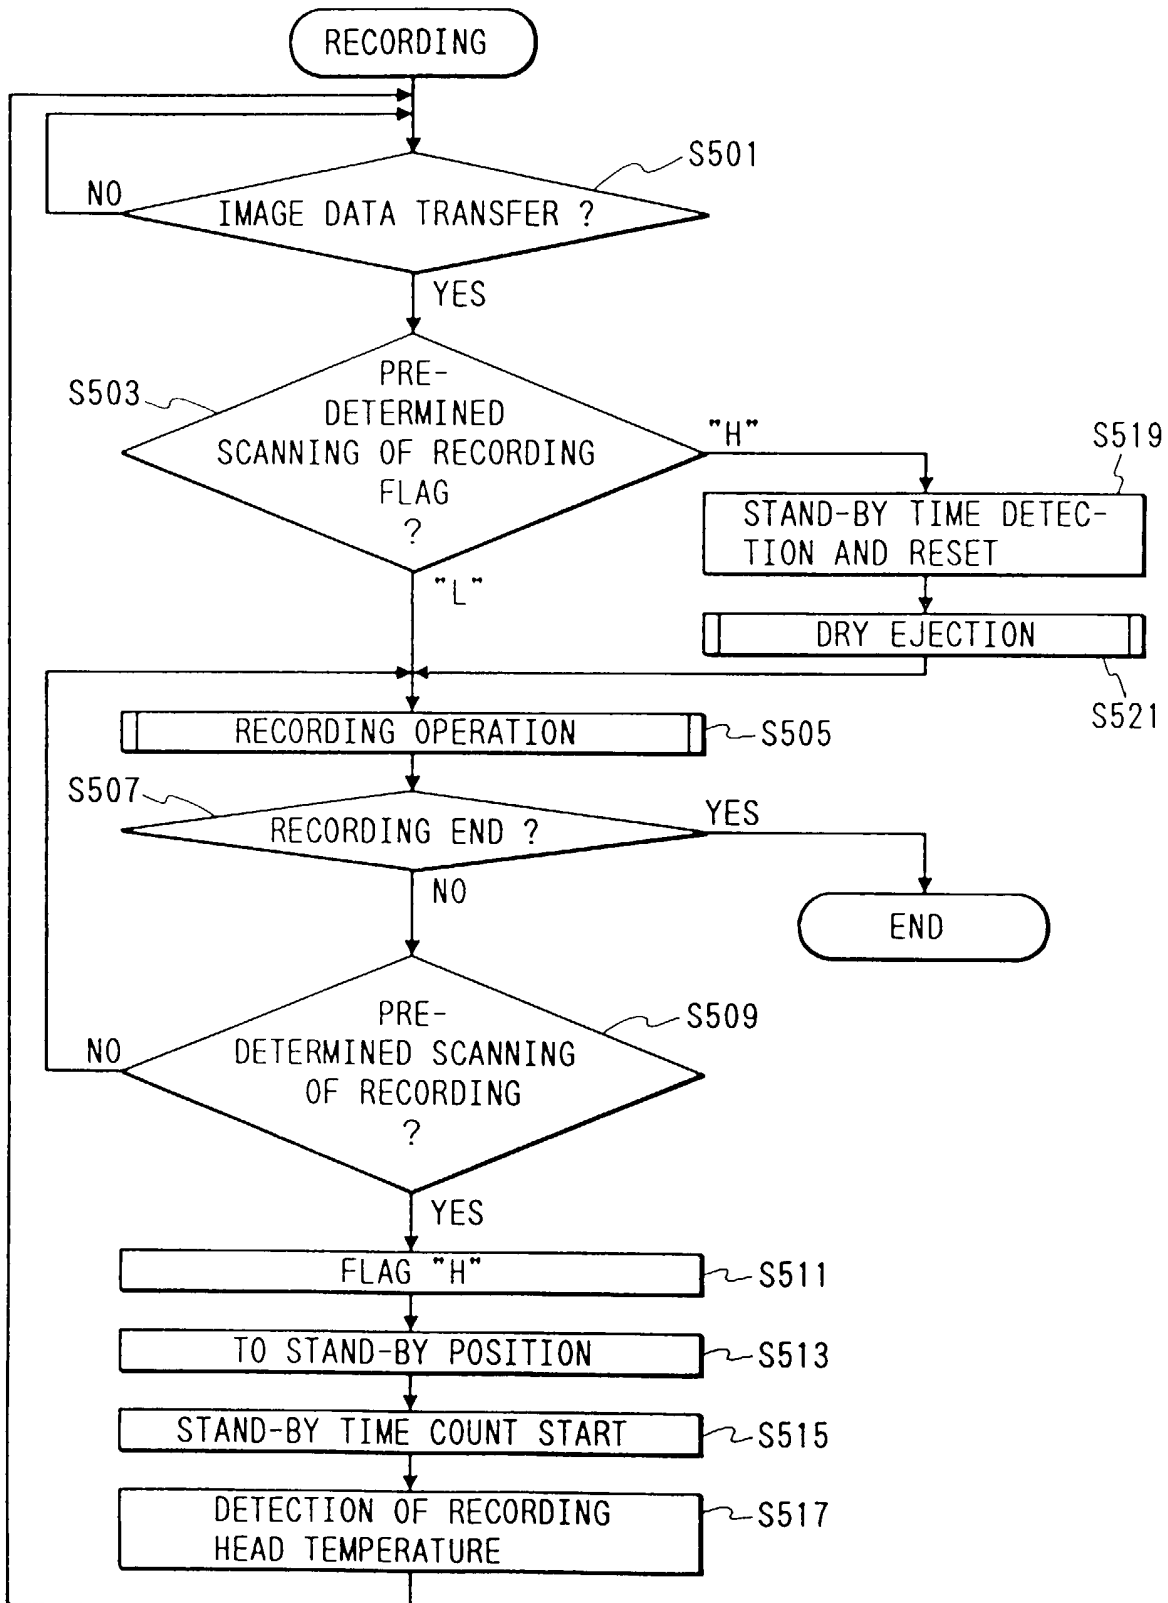 RECORDING
S501
NO
IMAGE DATA TRANSFER ?
YES
S503
PRE-
DETERMINED
SCANNING OF RECORDING
FLAG
?
"H"
"L"
S519
STAND-BY TIME DETEC-
TION AND RESET
DRY EJECTION
S521
RECORDING OPERATION
S505
S507
RECORDING END ?
YES
NO
END
S509
PRE-
DETERMINED SCANNING
OF RECORDING
?
NO
YES
FLAG "H"
S511
TO STAND-BY POSITION
S513
STAND-BY TIME COUNT START
S515
DETECTION OF RECORDING
HEAD TEMPERATURE
S517